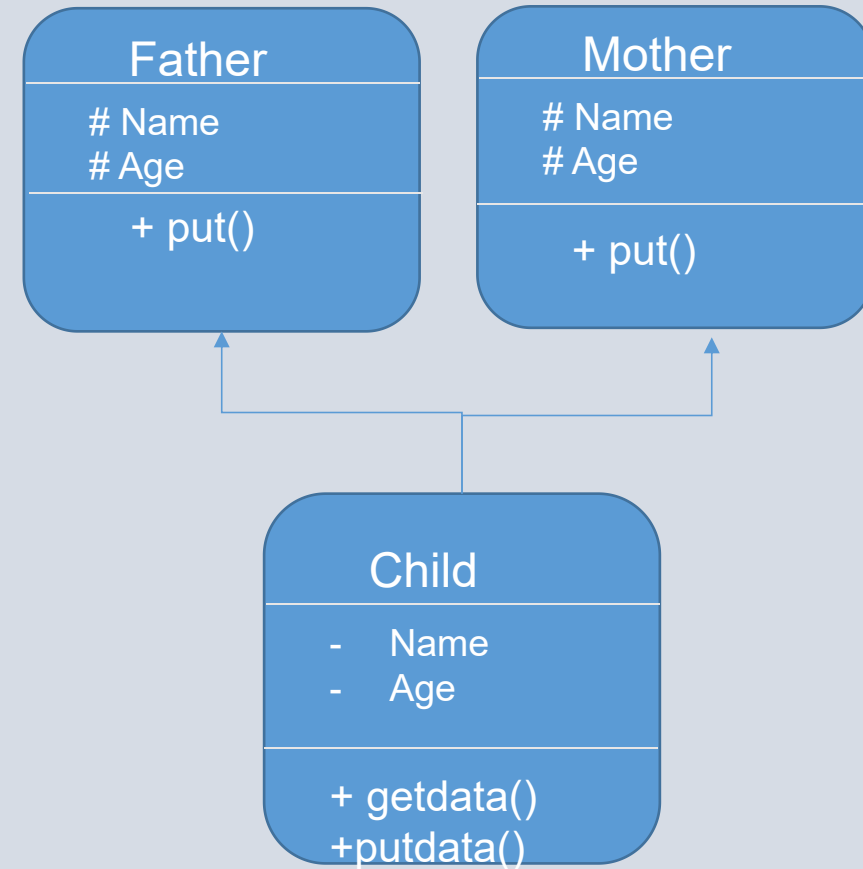 Father
# Name
# Age
+ put()
Mother
# Name
# Age
+ put()
Child
- Name
- Age
+ getdata()
+putdata()